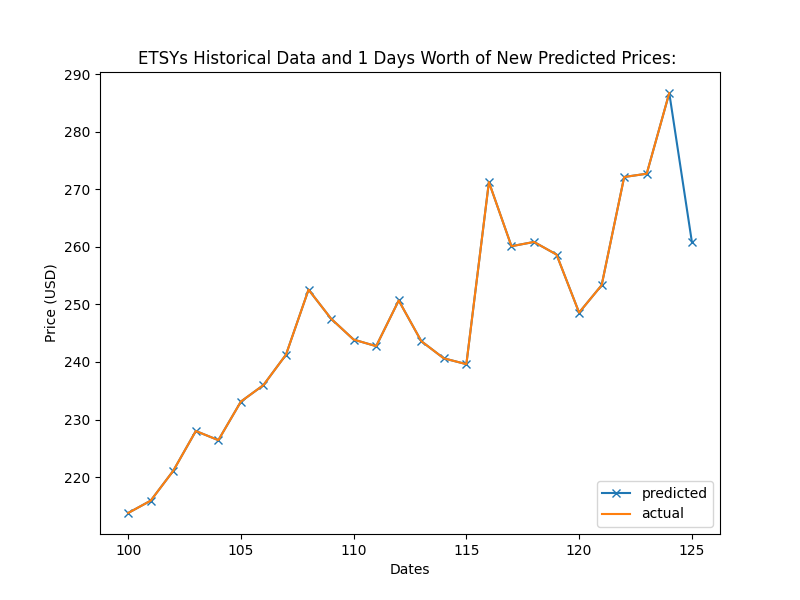 ETSYs Historical Data and 1 Days Worth of New Predicted Prices:
290
280
270
260
250
240
230
220
Price (USD)
100
105
110
115
120
125
Dates
predicted
actual